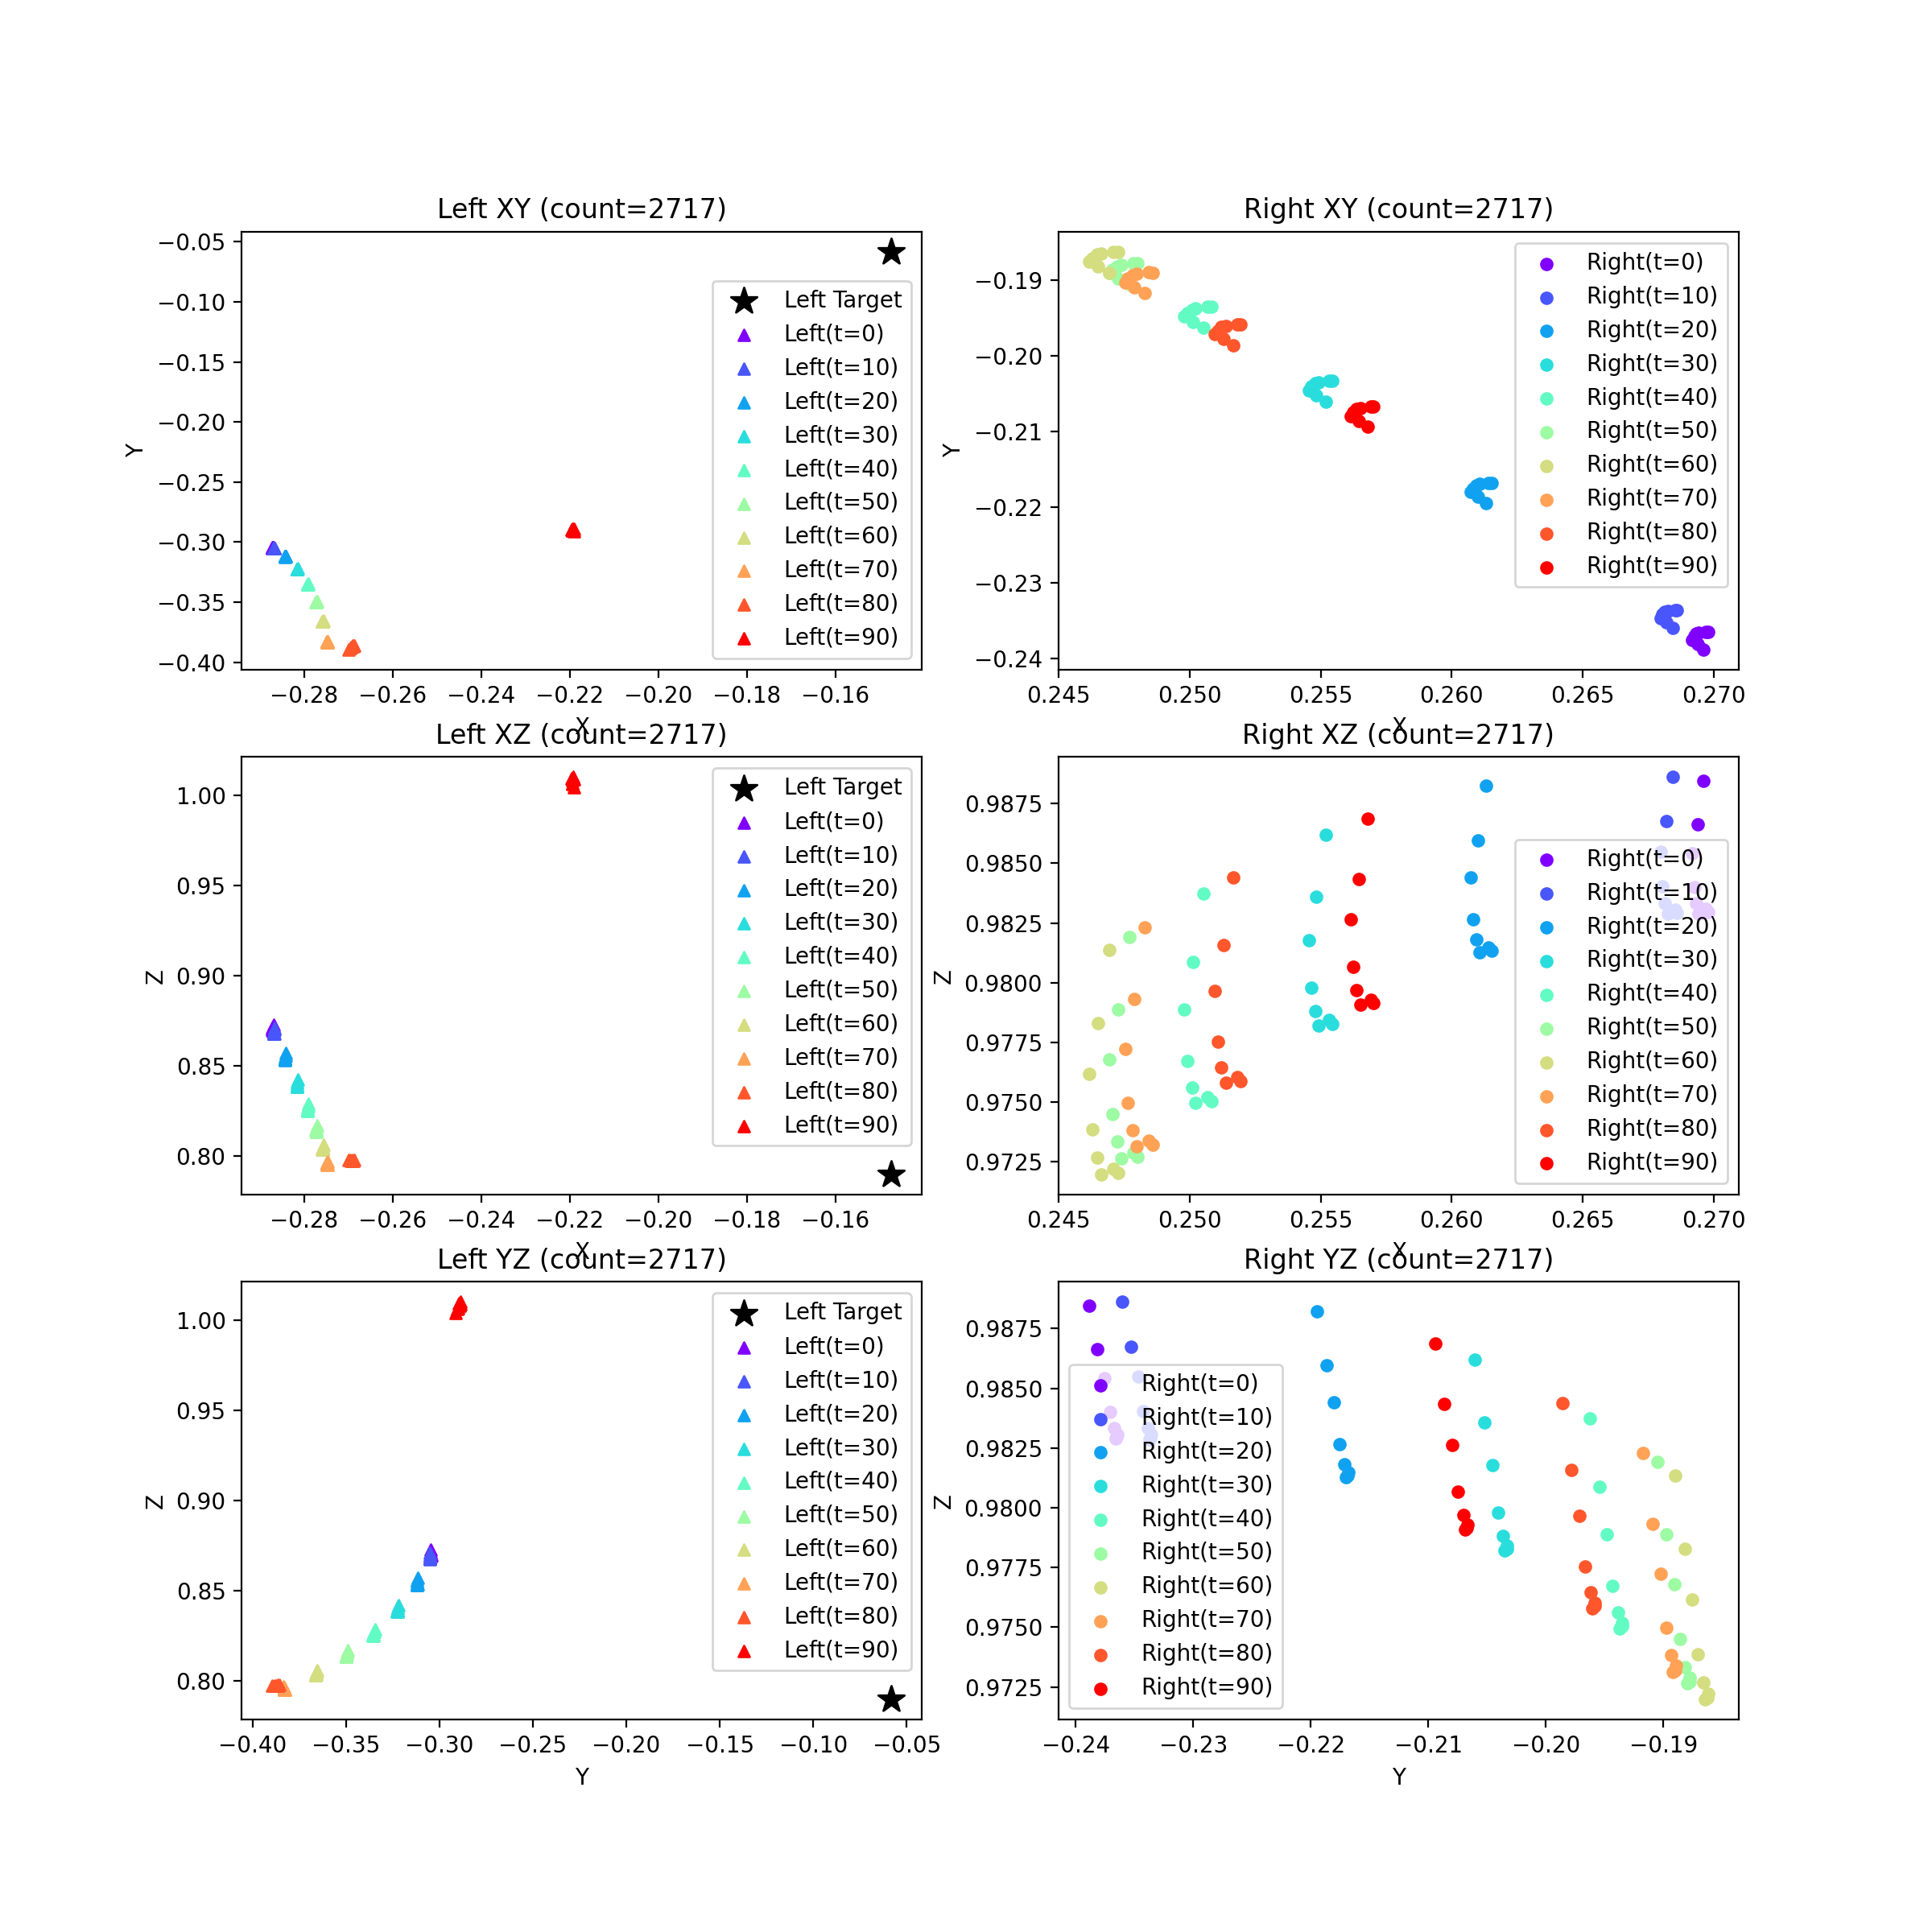 Left XY (count=2717)
−0.05
−0.10
−0.15
−0.20
−0.25
−0.30
−0.35
−0.40
Y
−0.28 −0.26 −0.24 −0.22 −0.20 −0.18 −0.16
X
Left Target
Left(t=0)
Left(t=10)
Left(t=20)
Left(t=30)
Left(t=40)
Left(t=50)
Left(t=60)
Left(t=70)
Left(t=80)
Left(t=90)
Right XY (count=2717)
−0.19
−0.20
−0.21
−0.22
−0.23
−0.24
Y
0.245 0.250 0.255 0.260 0.265 0.270
X
Right(t=0)
Right(t=10)
Right(t=20)
Right(t=30)
Right(t=40)
Right(t=50)
Right(t=60)
Right(t=70)
Right(t=80)
Right(t=90)
Left XZ (count=2717)
1.00
0.95
0.90
0.85
0.80
Z
−0.28 −0.26 −0.24 −0.22 −0.20 −0.18 −0.16
X
Left Target
Left(t=0)
Left(t=10)
Left(t=20)
Left(t=30)
Left(t=40)
Left(t=50)
Left(t=60)
Left(t=70)
Left(t=80)
Left(t=90)
Right XZ (count=2717)
0.9875
0.9850
0.9825
0.9800
0.9775
0.9750
0.9725
Z
0.245 0.250 0.255 0.260 0.265 0.270
X
Right(t=0)
Right(t=10)
Right(t=20)
Right(t=30)
Right(t=40)
Right(t=50)
Right(t=60)
Right(t=70)
Right(t=80)
Right(t=90)
Left YZ (count=2717)
1.00
0.95
0.90
0.85
0.80
Z
−0.40 −0.35 −0.30 −0.25 −0.20 −0.15 −0.10 −0.05
Y
Left Target
Left(t=0)
Left(t=10)
Left(t=20)
Left(t=30)
Left(t=40)
Left(t=50)
Left(t=60)
Left(t=70)
Left(t=80)
Left(t=90)
Right YZ (count=2717)
0.9875
0.9850
0.9825
0.9800
0.9775
0.9750
0.9725
Z
−0.24 −0.23 −0.22 −0.21 −0.20 −0.19
Y
Right(t=0)
Right(t=10)
Right(t=20)
Right(t=30)
Right(t=40)
Right(t=50)
Right(t=60)
Right(t=70)
Right(t=80)
Right(t=90)